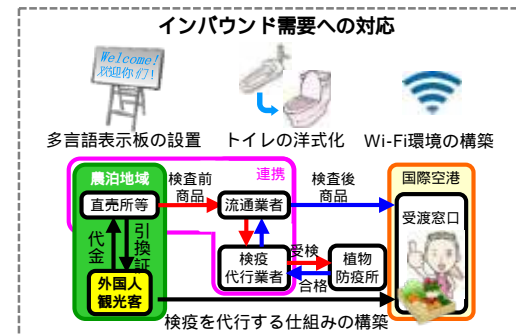 インバウンド需要への対応
Welcome!
欢迎你们!
多言語表示板の設置
トイレの洋式化
Wi-Fi環境の構築
農泊地域
検査前
商品
連携
検査後
商品
国際空港
直売所等
流通業者
受渡窓口
代金
引換証
検疫
代行業者
受検
合格
植物
防疫所
外国人
観光客
検疫を代行する仕組みの構築